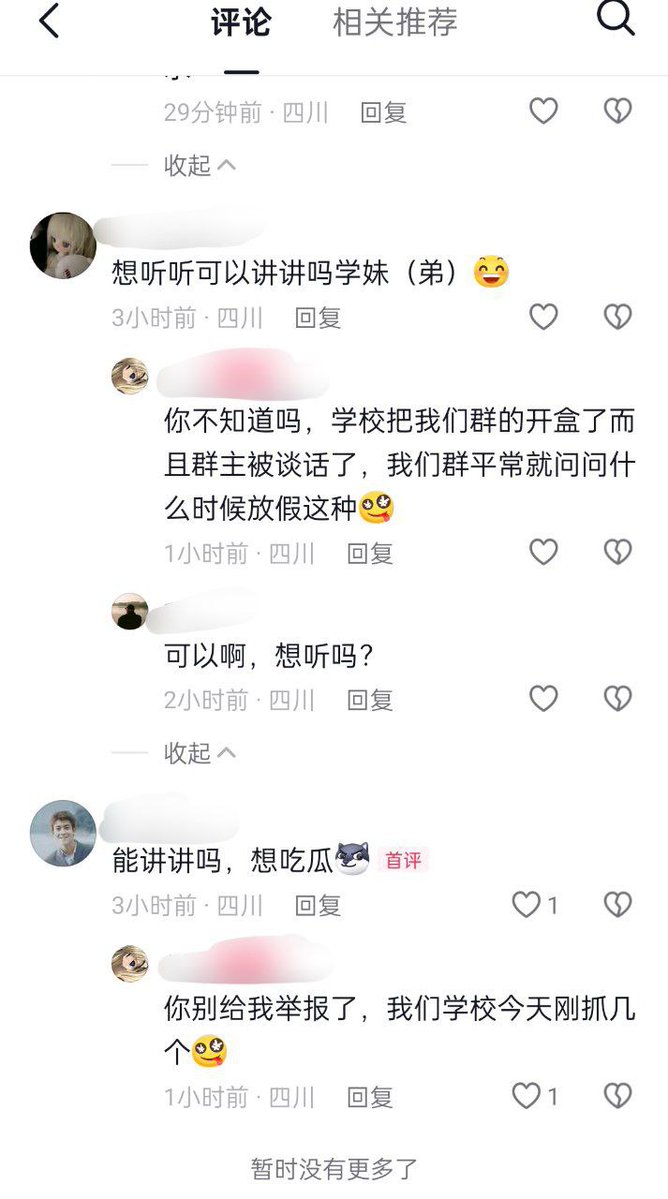 评论
相关推荐
29分钟前 · 四川 回复
收起
想听听可以讲讲吗学妹（弟）
3小时前 · 四川 回复
你不知道吗，学校把我们群的开盒了而
且群主被谈话了，我们群平常就问问什
么时候放假这种
1小时前 · 四川 回复
可以啊，想听吗？
2小时前 · 四川 回复
收起
能讲讲吗，想吃瓜 首评
3小时前 · 四川 回复 1
你别给我举报了，我们学校今天刚抓几
个
1小时前 · 四川 回复 1
暂时没有更多了